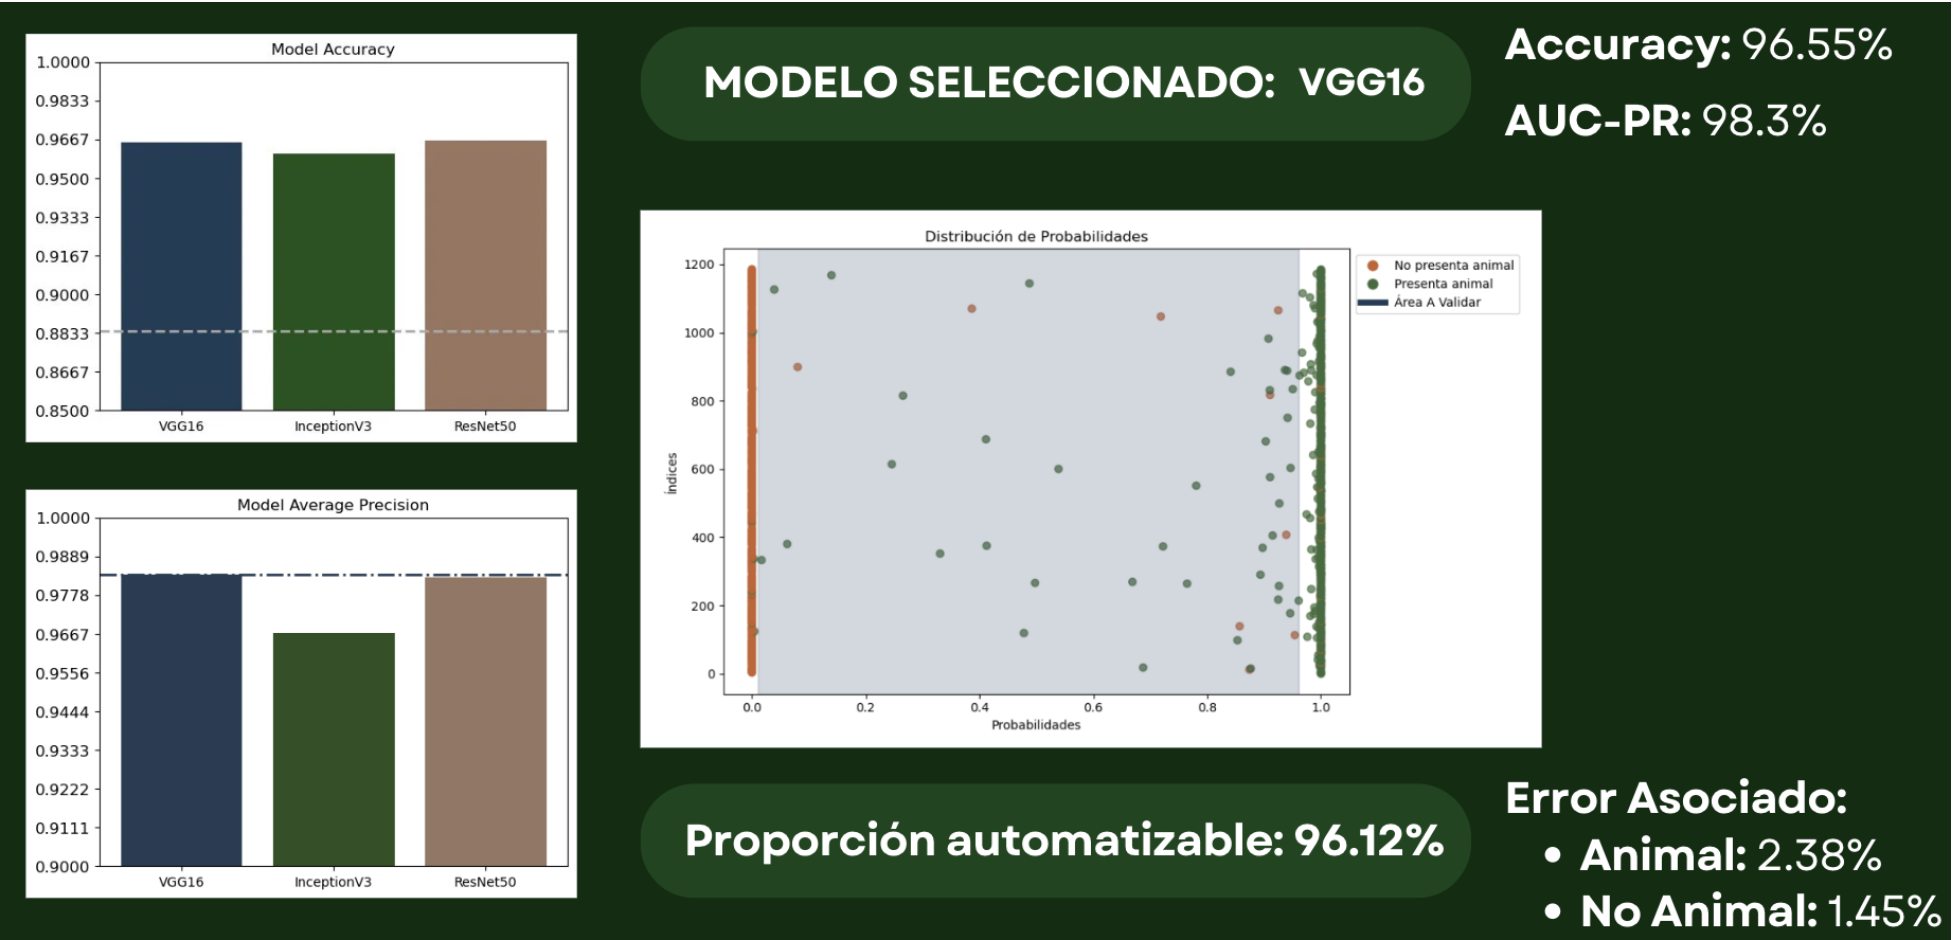 Model Accuracy
1.0000
0.9833
0.9667
0.9500
0.9333
0.9167
0.9000
0.8833
0.8667
0.8500
VGG16 InceptionV3 ResNet50
Model Average Precision
1.0000
0.9889
0.9778
0.9667
0.9556
0.9444
0.9333
0.9222
0.9111
0.9000
VGG16 InceptionV3 ResNet50
MODELO SELECCIONADO: VGG16
Accuracy: 96.55%
AUC-PR: 98.3%
Distribución de Probabilidades
1200
1000
800
600
400
200
0
Índices
0.0 0.2 0.4 0.6 0.8 1.0
Probabilidades
No presenta animal
Presenta animal
Área A Validar
Proporción automatizable: 96.12%
Error Asociado:
• Animal: 2.38%
• No Animal: 1.45%